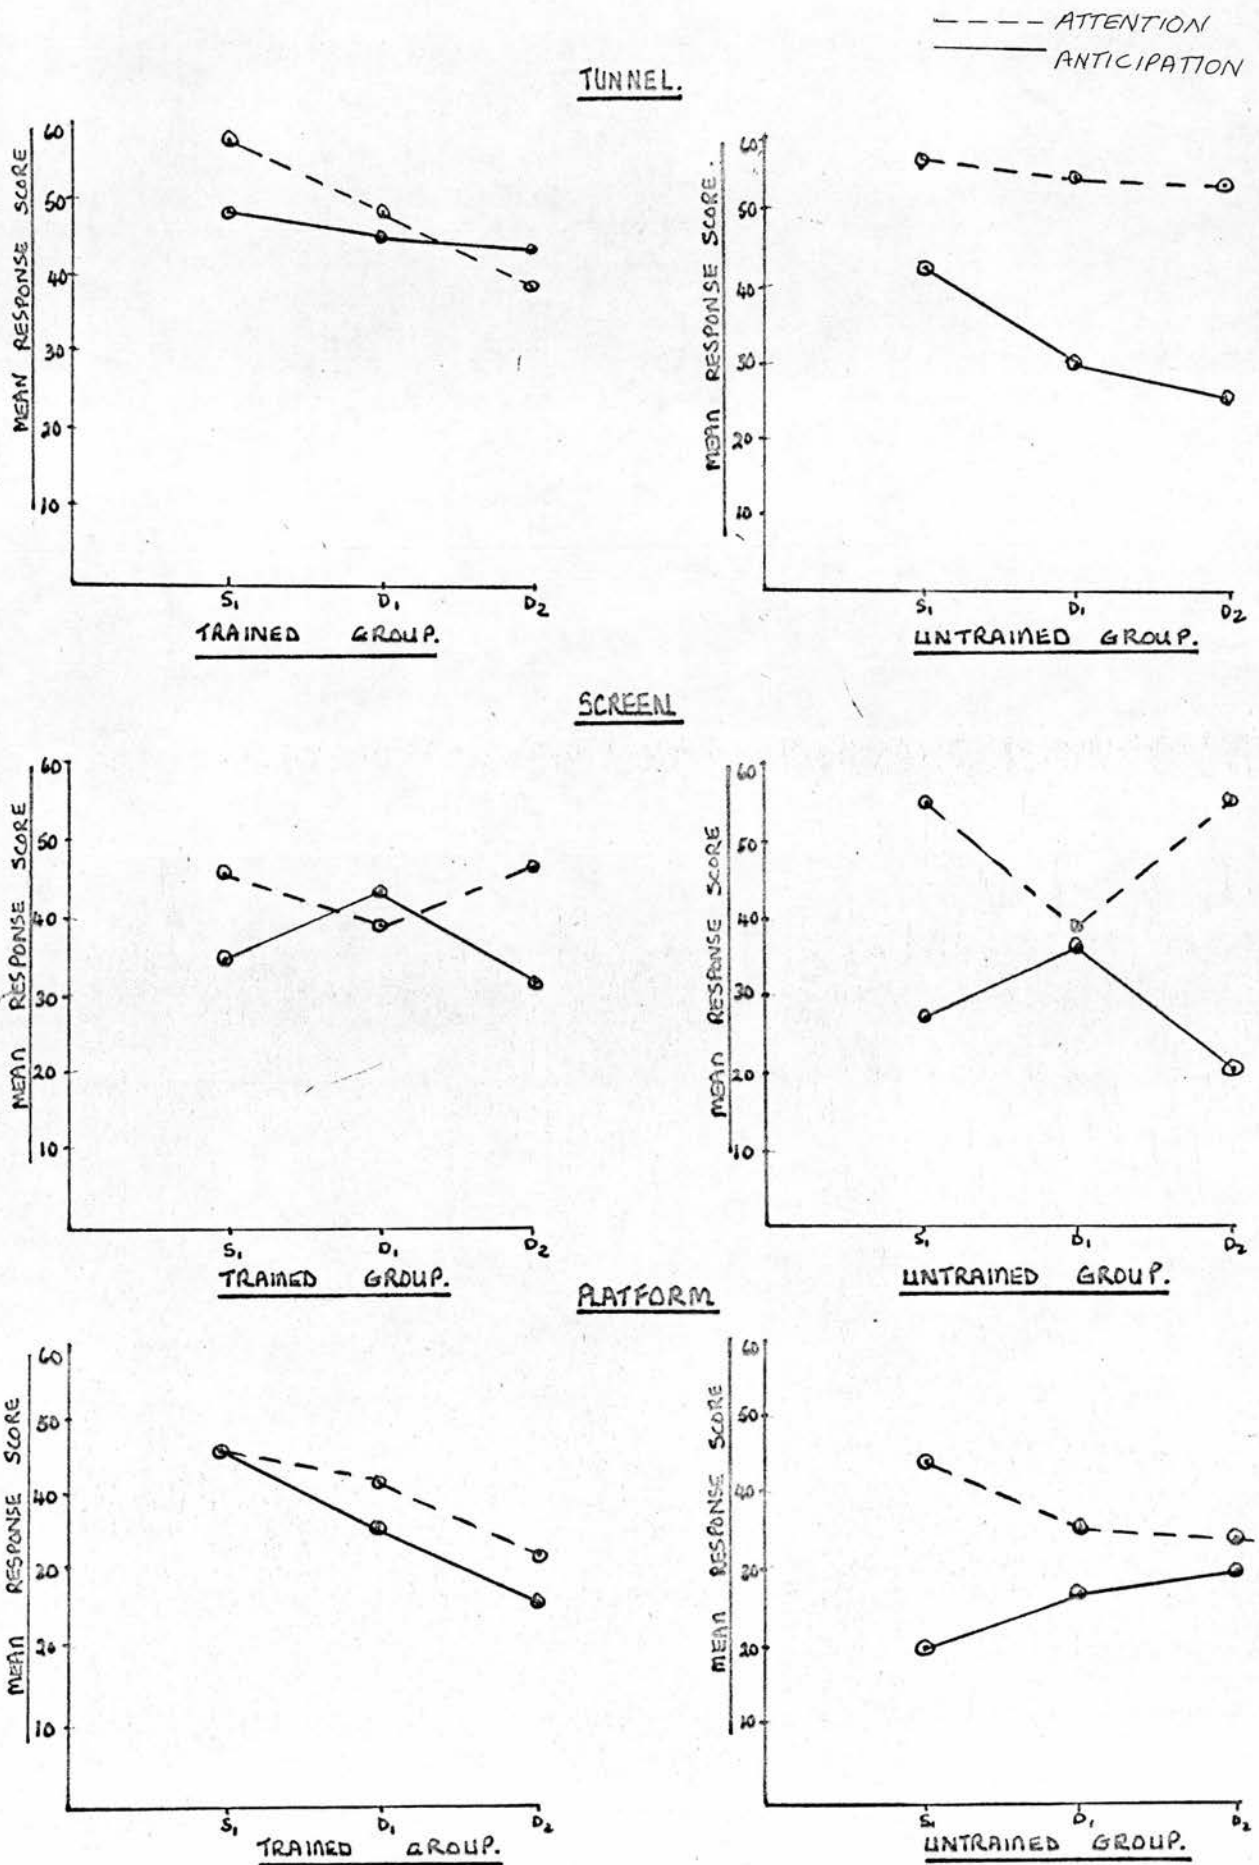 ATTENTION
ANTICIPATION
TUNNEL.
MEAN RESPONSE SCORE
60
50
40
30
20
10
S₁ D₁ D₂
TRAINED GROUP.
MEAN RESPONSE SCORE.
60
50
40
30
20
10
S₁ D₁ D₂
UNTRAINED GROUP.
SCREEN
MEAN RESPONSE SCORE
60
50
40
30
20
10
S₁ D₁ D₂
TRAINED GROUP.
MEAN RESPONSE SCORE
60
50
40
30
20
10
S₁ D₁ D₂
UNTRAINED GROUP.
PLATFORM
MEAN RESPONSE SCORE
60
50
40
30
20
10
S₁ D₁ D₂
TRAINED GROUP.
MEAN RESPONSE SCORE
60
50
40
30
20
10
S₁ D₁ D₂
UNTRAINED GROUP.